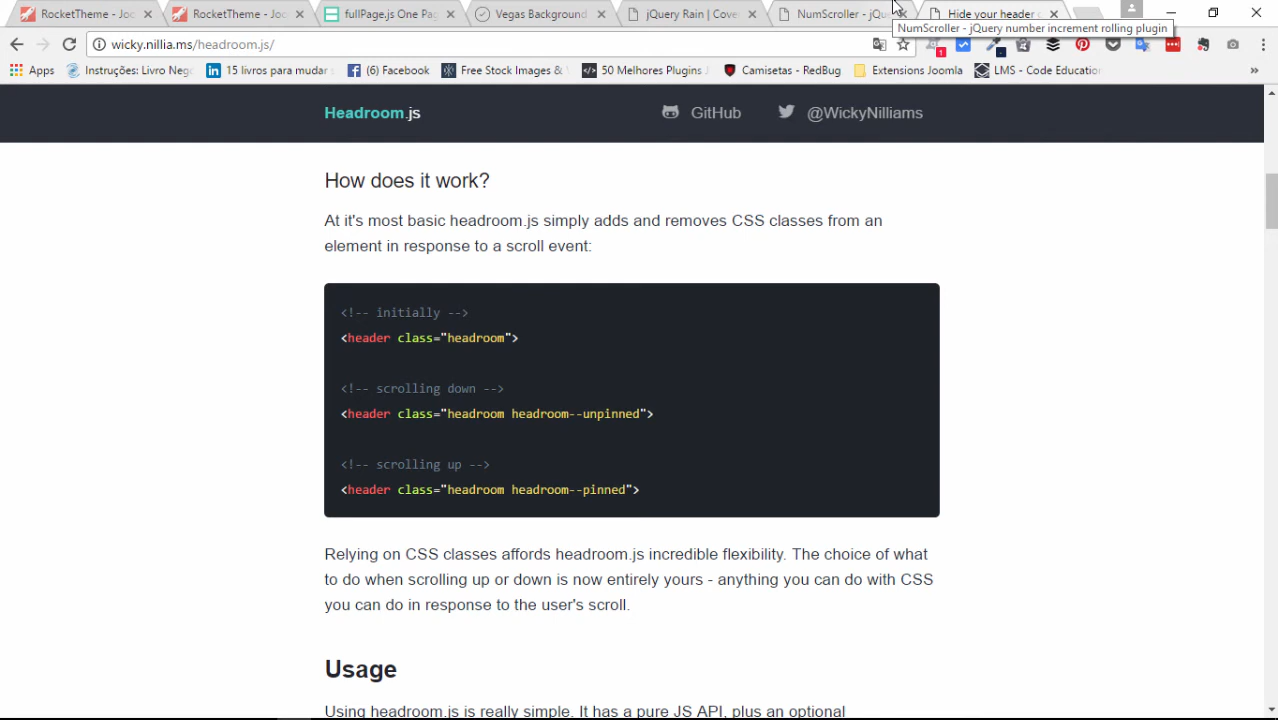 RocketTheme - Joc
RocketTheme - Joc
fullPage.js One Pag
Vegas Background
jQuery Rain | Cover
NumScroller - jQu
Hide your header o
NumScroller - jQuery number increment rolling plugin
wicky.nillia.ms/headroom.js/
Apps
Instruções: Livro Neg
15 livros para mudar s
(6) Facebook
Free Stock Images &
50 Melhores Plugins J
Camisetas - RedBug
Extensions Joomla
LMS - Code Education
»
Headroom.js
GitHub
@WickyNilliams
How does it work?
At it's most basic headroom.js simply adds and removes CSS classes from an
element in response to a scroll event:
<!-- initially -->
<header class="headroom">
<!-- scrolling down -->
<header class="headroom headroom--unpinned">
<!-- scrolling up -->
<header class="headroom headroom--pinned">
Relying on CSS classes affords headroom.js incredible flexibility. The choice of what
to do when scrolling up or down is now entirely yours - anything you can do with CSS
you can do in response to the user's scroll.
Usage
Using headroom.js is really simple. It has a pure JS API, plus an optional